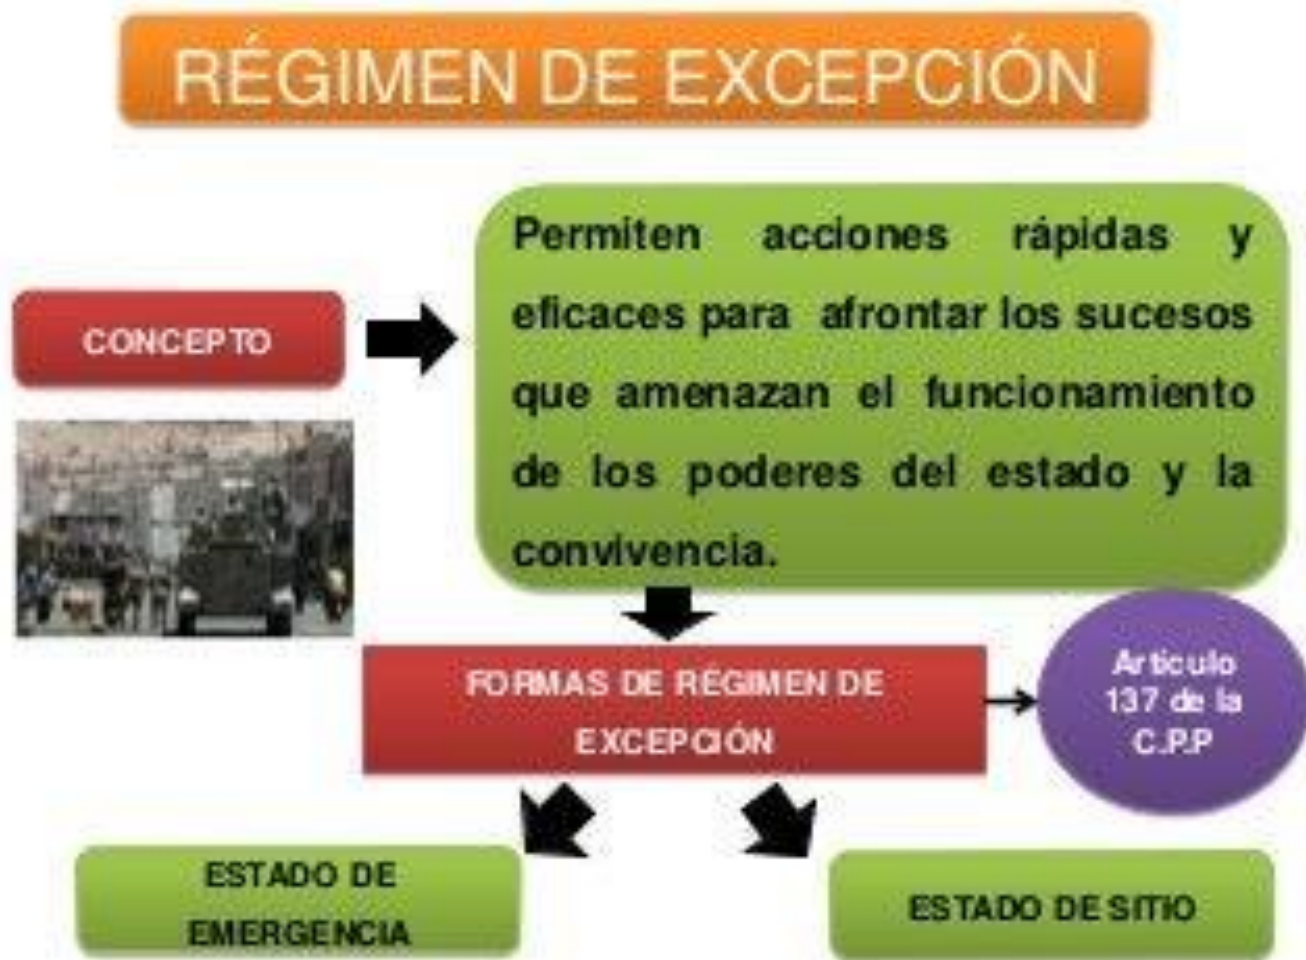 RÉGIMEN DE EXCEPCIÓN
CONCEPTO
Permiten acciones rápidas y
eficaces para afrontar los sucesos
que amenazan el funcionamiento
de los poderes del estado y la
convivencia.
FORMAS DE RÉGIMEN DE
EXCEPCIÓN
Artículo
137 de la
C.P.P
ESTADO DE
EMERGENCIA
ESTADO DE SITIO